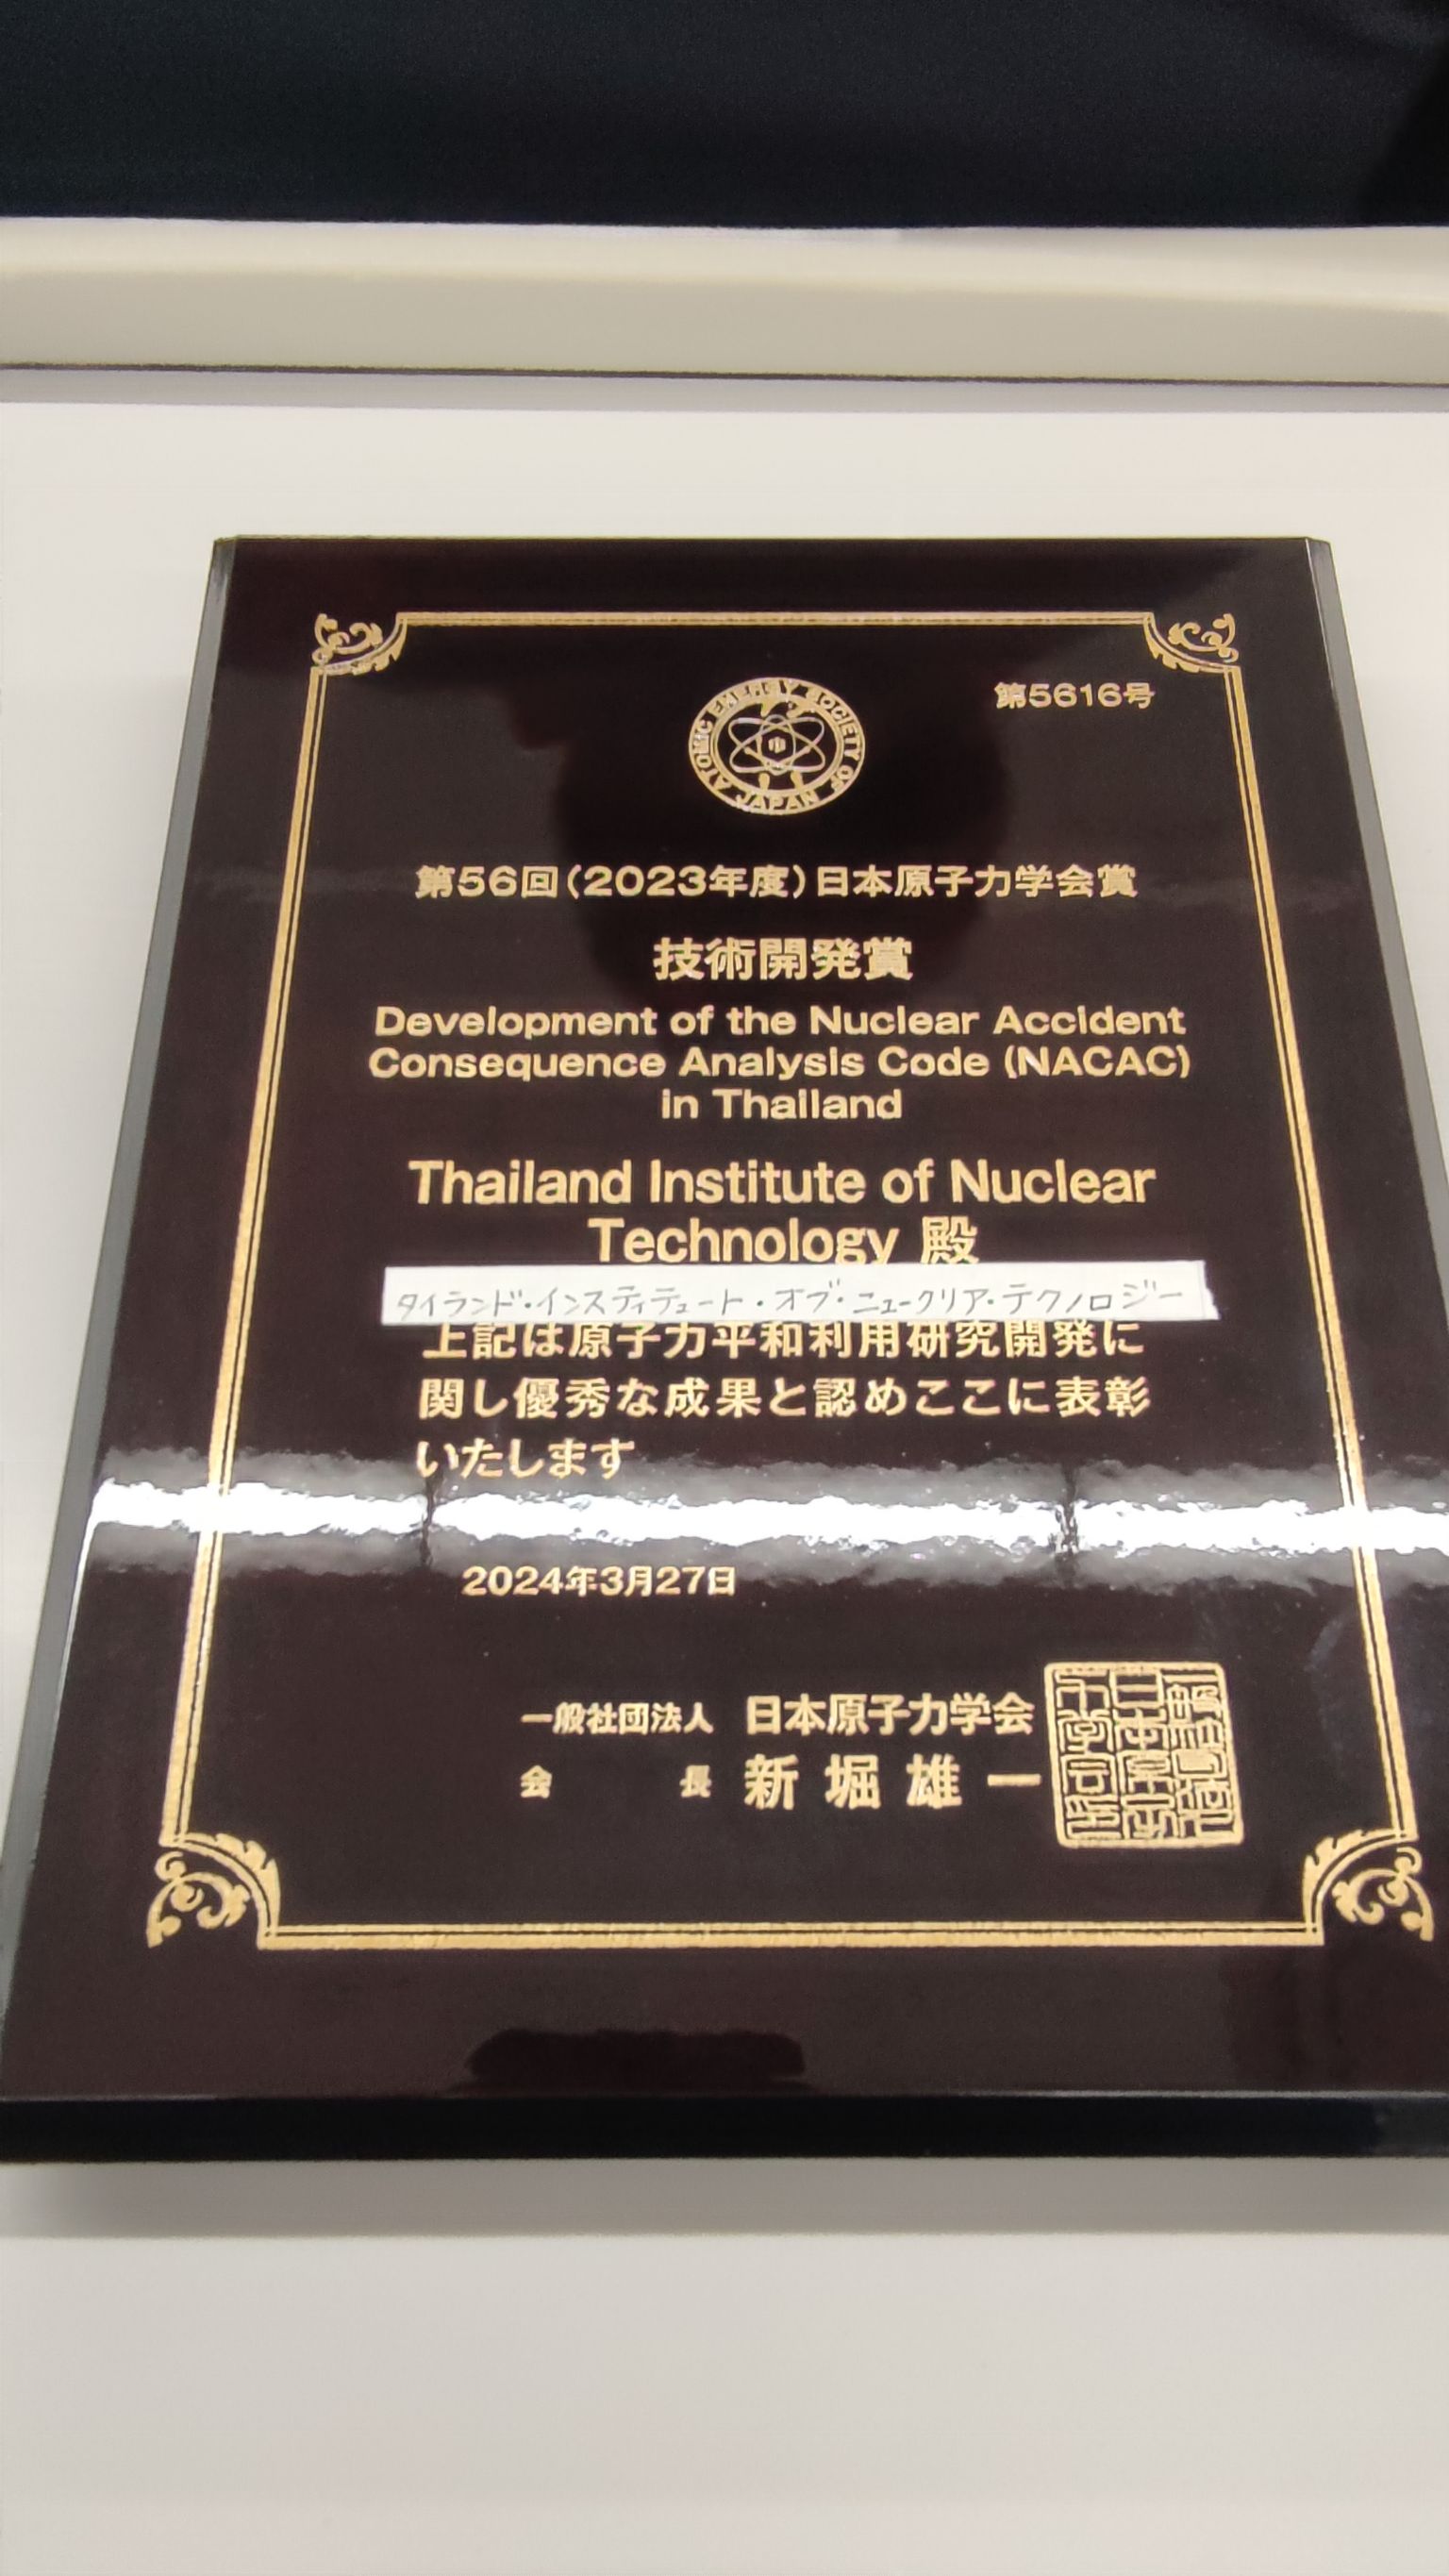 第5616号
ATOMIC ENERGY SOCIETY OF JAPAN
第56回(2023年度)日本原子力学会賞
技術開発賞
Development of the Nuclear Accident
Consequence Analysis Code (NACAC)
in Thailand
Thailand Institute of Nuclear
Technology 殿
タイランド・インスティテュート・オブ・ニュークリア・テクノロジー
上記は原子力平和利用研究開発に
関し優秀な成果と認めここに表彰
いたします
2024年3月27日
一般社団法人 日本原子力学会
会長 新堀雄一